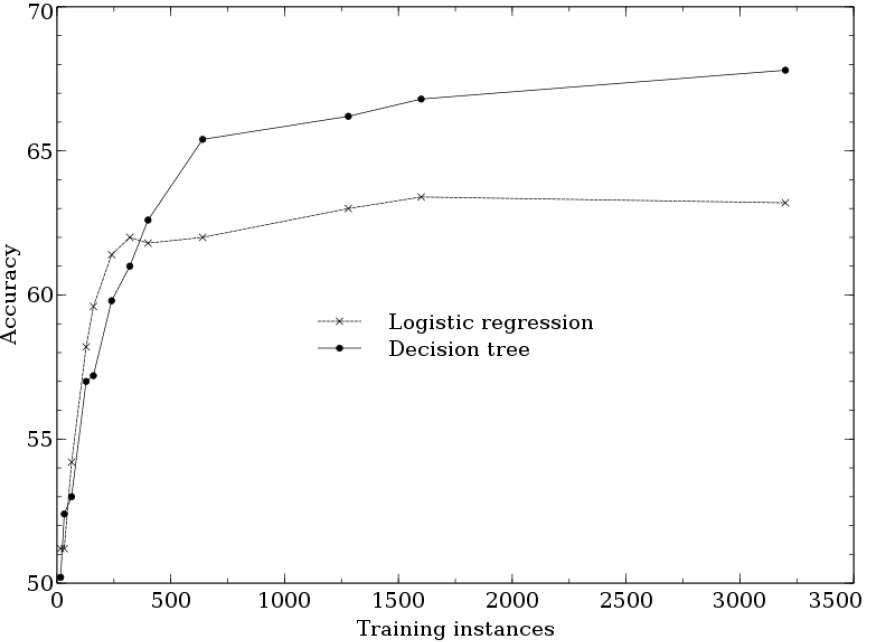 70
65
60
55
50
Accuracy
Logistic regression
Decision tree
0 500 1000 1500 2000 2500 3000 3500
Training instances